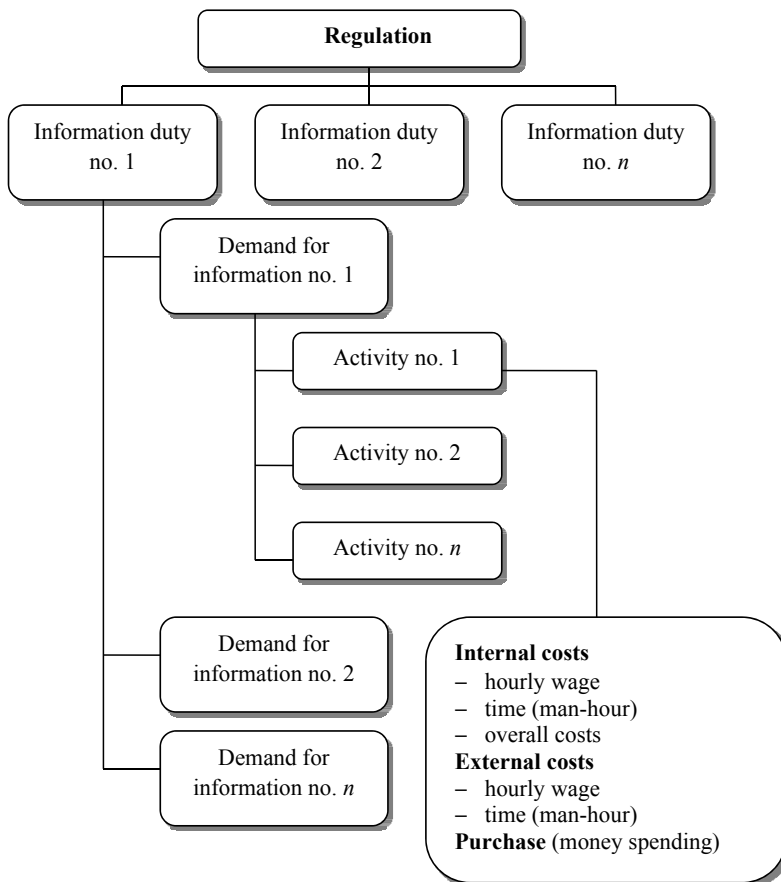 Regulation
Information duty
no. 1
Information duty
no. 2
Information duty
no. n
Demand for
information no. 1
Activity no. 1
Activity no. 2
Activity no. n
Demand for
information no. 2
Demand for
information no. n
Internal costs
– hourly wage
– time (man-hour)
– overall costs
External costs
– hourly wage
– time (man-hour)
Purchase (money spending)